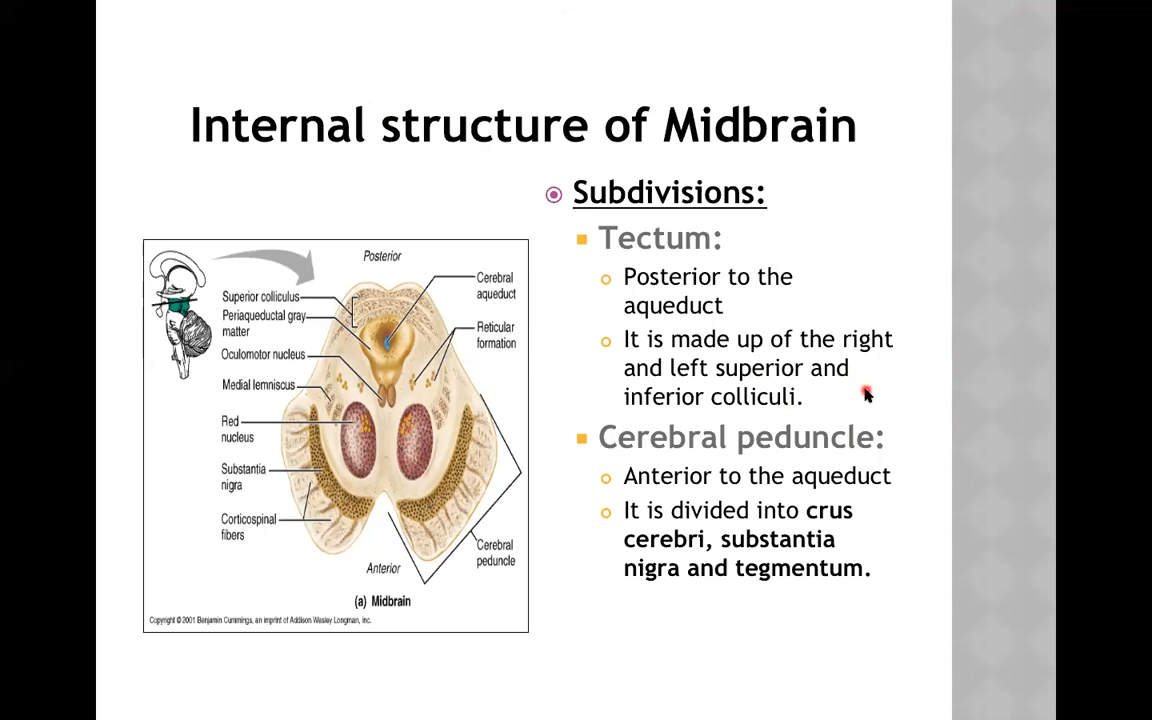 Internal structure of Midbrain
Subdivisions:
Tectum:
Posterior to the
aqueduct
It is made up of the right
and left superior and
inferior colliculi.
Cerebral peduncle:
Anterior to the aqueduct
It is divided into crus
cerebri, substantia
nigra and tegmentum.
Posterior
Superior colliculus
Periaqueductal gray
matter
Oculomotor nucleus
Medial lemniscus
Red
nucleus
Substantia
nigra
Corticospinal
fibers
Cerebral
aqueduct
Reticular
formation
Cerebral
peduncle
Anterior
(a) Midbrain
Copyright © 2001 Benjamin Cummings, an imprint of Addison Wesley Longman, Inc.